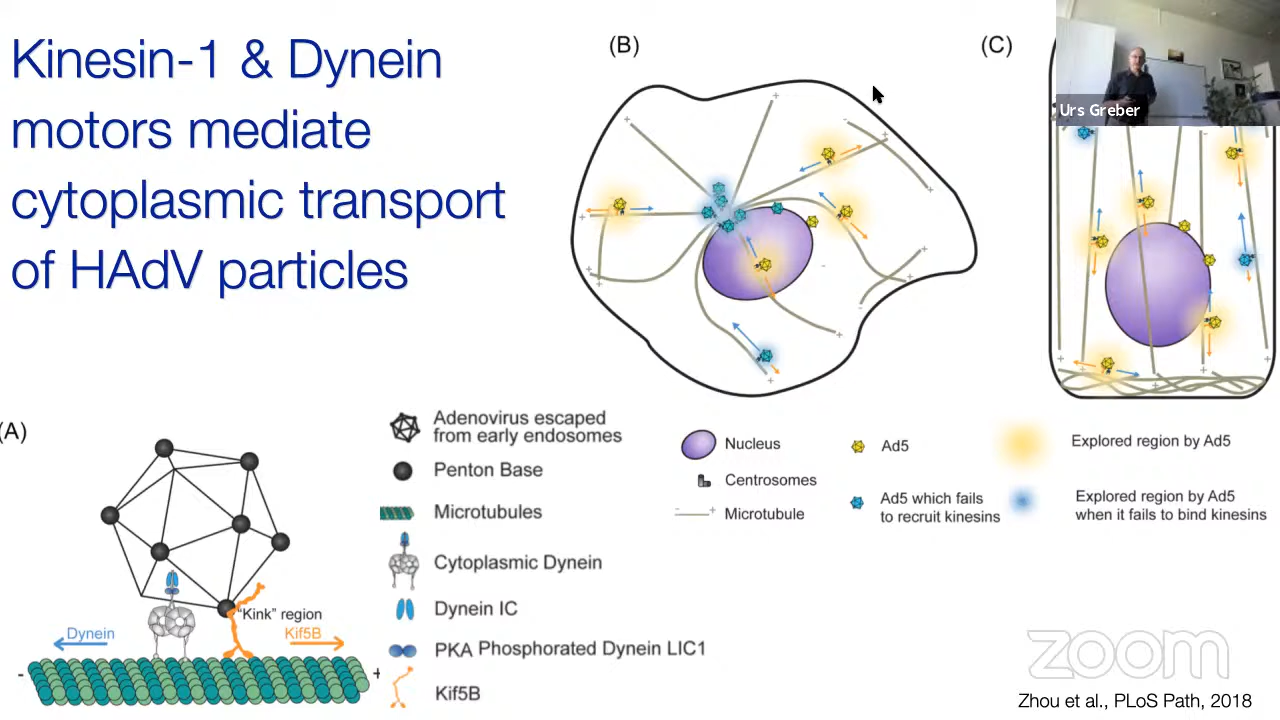 Kinesin-1 & Dynein
motors mediate
cytoplasmic transport
of HAdV particles
(B)
(C)
Urs Greber
(A)
"Kink" region
Dynein
Kif5B
-
+
Adenovirus escaped
from early endosomes
Penton Base
Microtubules
Cytoplasmic Dynein
Dynein IC
PKA Phosphorated Dynein LIC1
Kif5B
Nucleus
Centrosomes
Microtubule
Ad5
Ad5 which fails
to recruit kinesins
Explored region by Ad5
Explored region by Ad5
when it fails to bind kinesins
zoom
Zhou et al., PLoS Path, 2018